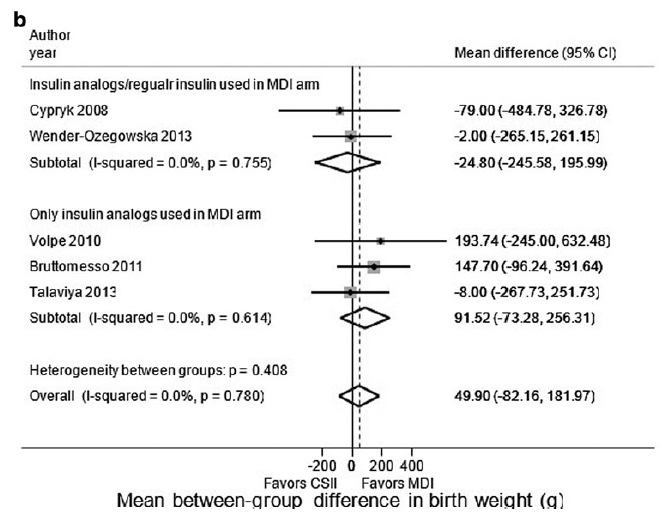 b
Author
year
Mean difference (95% CI)
Insulin analogs/regualr insulin used in MDI arm
Cypryk 2008 -79.00 (-484.78, 326.78)
Wender-Ozegowska 2013 -2.00 (-265.15, 261.15)
Subtotal (I-squared = 0.0%, p = 0.755) -24.80 (-245.58, 195.99)
Only insulin analogs used in MDI arm
Volpe 2010 193.74 (-245.00, 632.48)
Bruttomesso 2011 147.70 (-96.24, 391.64)
Talaviya 2013 -8.00 (-267.73, 251.73)
Subtotal (I-squared = 0.0%, p = 0.614) 91.52 (-73.28, 256.31)
Heterogeneity between groups: p = 0.408
Overall (I-squared = 0.0%, p = 0.780) 49.90 (-82.16, 181.97)
-200 0 200 400
Favors CSII Favors MDI
Mean between-group difference in birth weight (g)